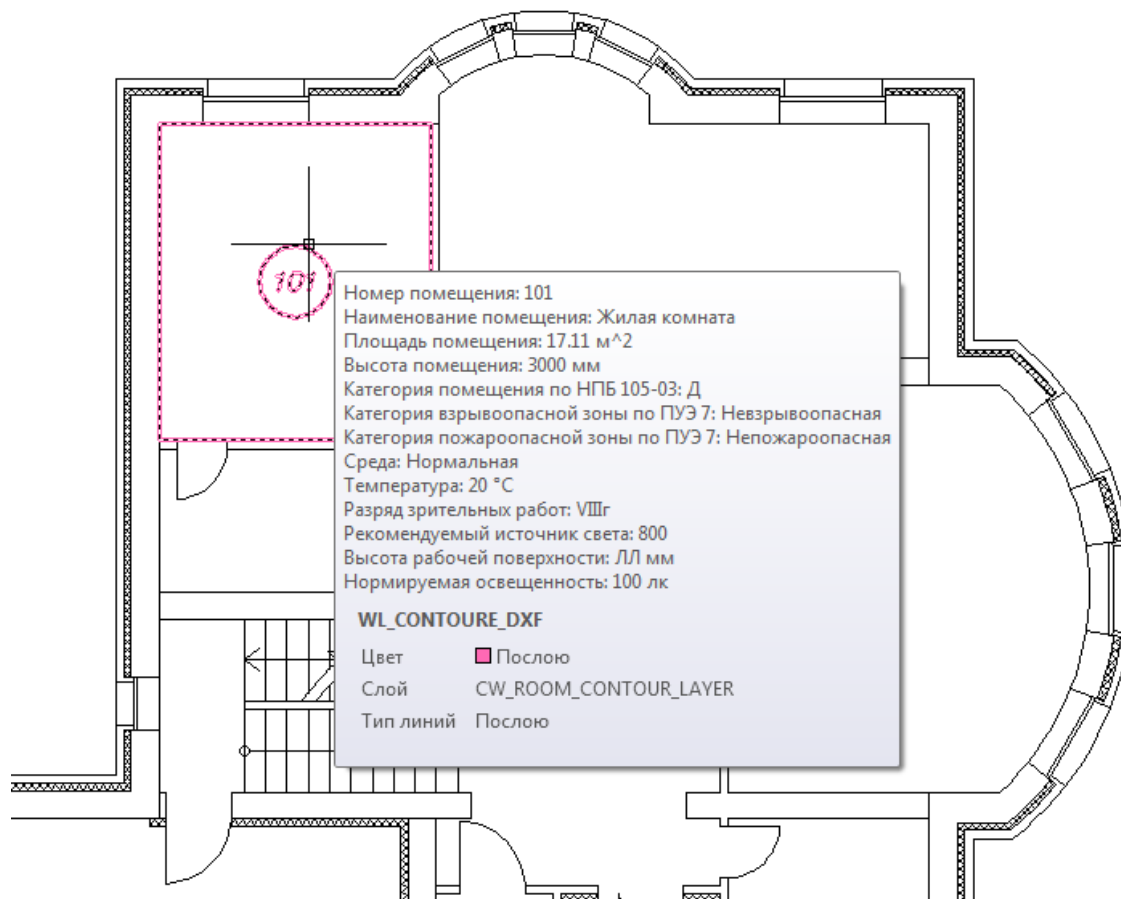 101
Номер помещения: 101
Наименование помещения: Жилая комната
Площадь помещения: 17.11 м^2
Высота помещения: 3000 мм
Категория помещения по НПБ 105-03: Д
Категория взрывоопасной зоны по ПУЭ 7: Невзрывоопасная
Категория пожароопасной зоны по ПУЭ 7: Непожароопасная
Среда: Нормальная
Температура: 20 °C
Разряд зрительных работ: VIIIг
Рекомендуемый источник света: 800
Высота рабочей поверхности: ЛЛ мм
Нормируемая освещенность: 100 лк
WL_CONTOURE_DXF
Цвет Послою
Слой CW_ROOM_CONTOUR_LAYER
Тип линий Послою